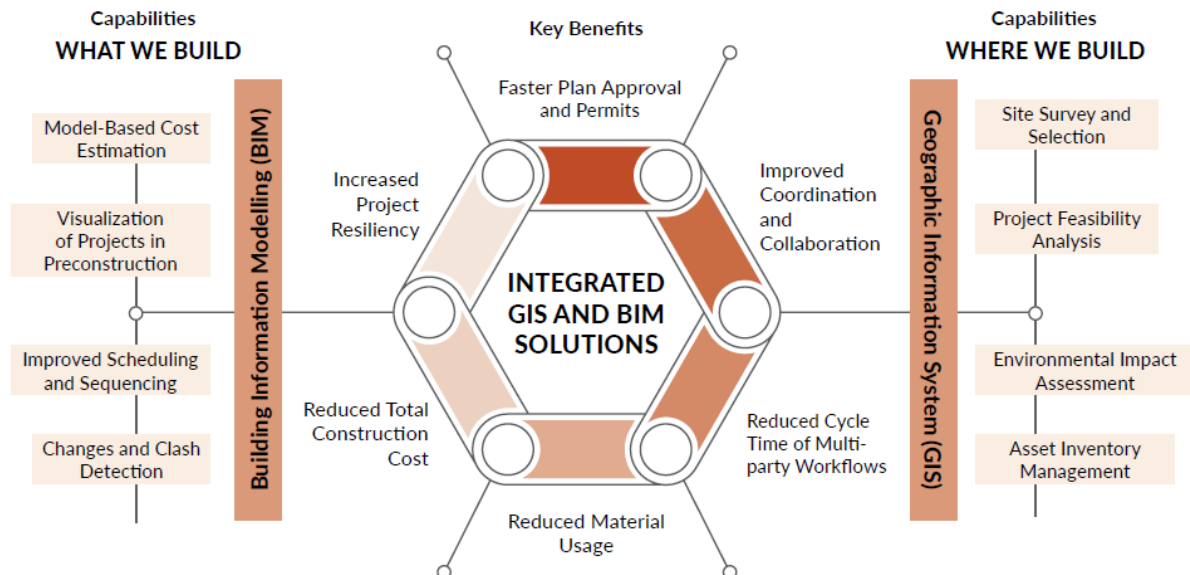 Capabilities
WHAT WE BUILD
Model-Based Cost
Estimation
Visualization
of Projects in
Preconstruction
Improved Scheduling
and Sequencing
Changes and Clash
Detection
Building Information Modelling (BIM)
Key Benefits
Faster Plan Approval
and Permits
Increased
Project
Resiliency
Improved
Coordination
and
Collaboration
INTEGRATED
GIS AND BIM
SOLUTIONS
Reduced Total
Construction
Cost
Reduced Cycle
Time of Multi-
party Workflows
Reduced Material
Usage
Capabilities
WHERE WE BUILD
Geographic Information System (GIS)
Site Survey and
Selection
Project Feasibility
Analysis
Environmental Impact
Assessment
Asset Inventory
Management